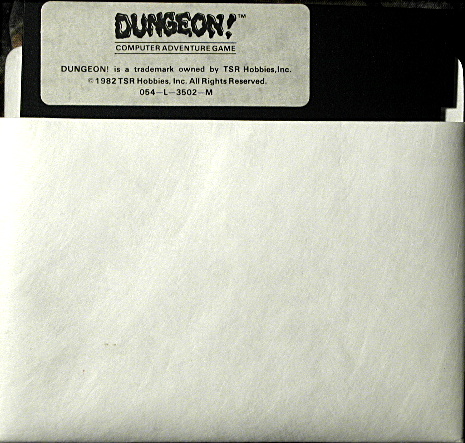 DUNGEON!™
COMPUTER ADVENTURE GAME
DUNGEON! is a trademark owned by TSR Hobbies, Inc.
©1982 TSR Hobbies, Inc. All Rights Reserved.
054-L-3502-M